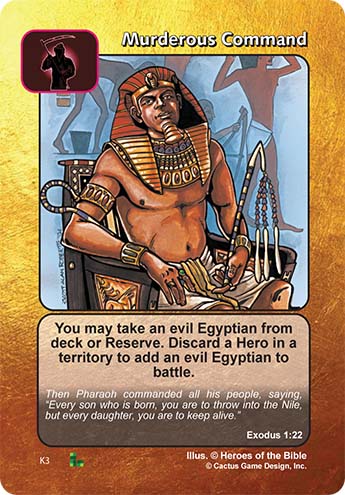 Murderous Command
You may take an evil Egyptian from
deck or Reserve. Discard a Hero in a
territory to add an evil Egyptian to
battle.
Then Pharaoh commanded all his people, saying,
"Every son who is born, you are to throw into the Nile,
but every daughter, you are to keep alive."
Exodus 1:22
Illus. © Heroes of the Bible
K3
© Cactus Game Design, Inc.